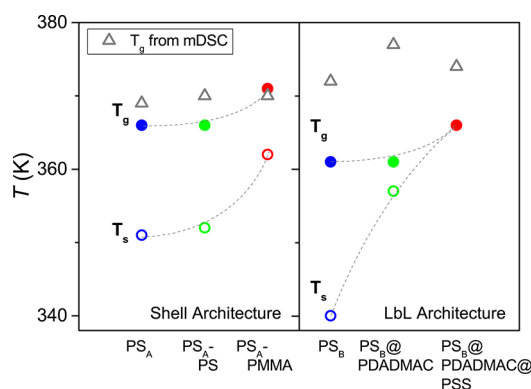 380
360
340
T (K)
T_g from mDSC
T_g
T_s
Shell Architecture
T_g
T_s
LbL Architecture
PS_A
PS_A-
PS
PS_A-
PMMA
PS_B
PS_B@
PDADMAC
PS_B@
PDADMAC@
PSS